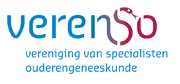 verenso
vereniging van specialisten
ouderengeneeskunde